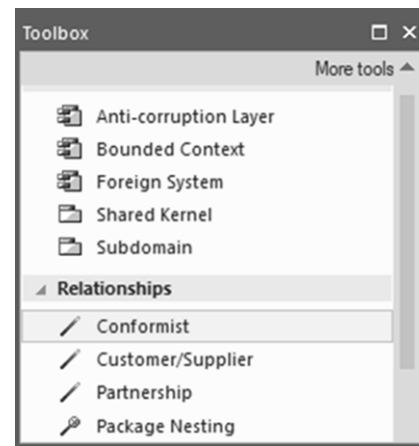 Toolbox
More tools
Anti-corruption Layer
Bounded Context
Foreign System
Shared Kernel
Subdomain
Relationships
Conformist
Customer/Supplier
Partnership
Package Nesting